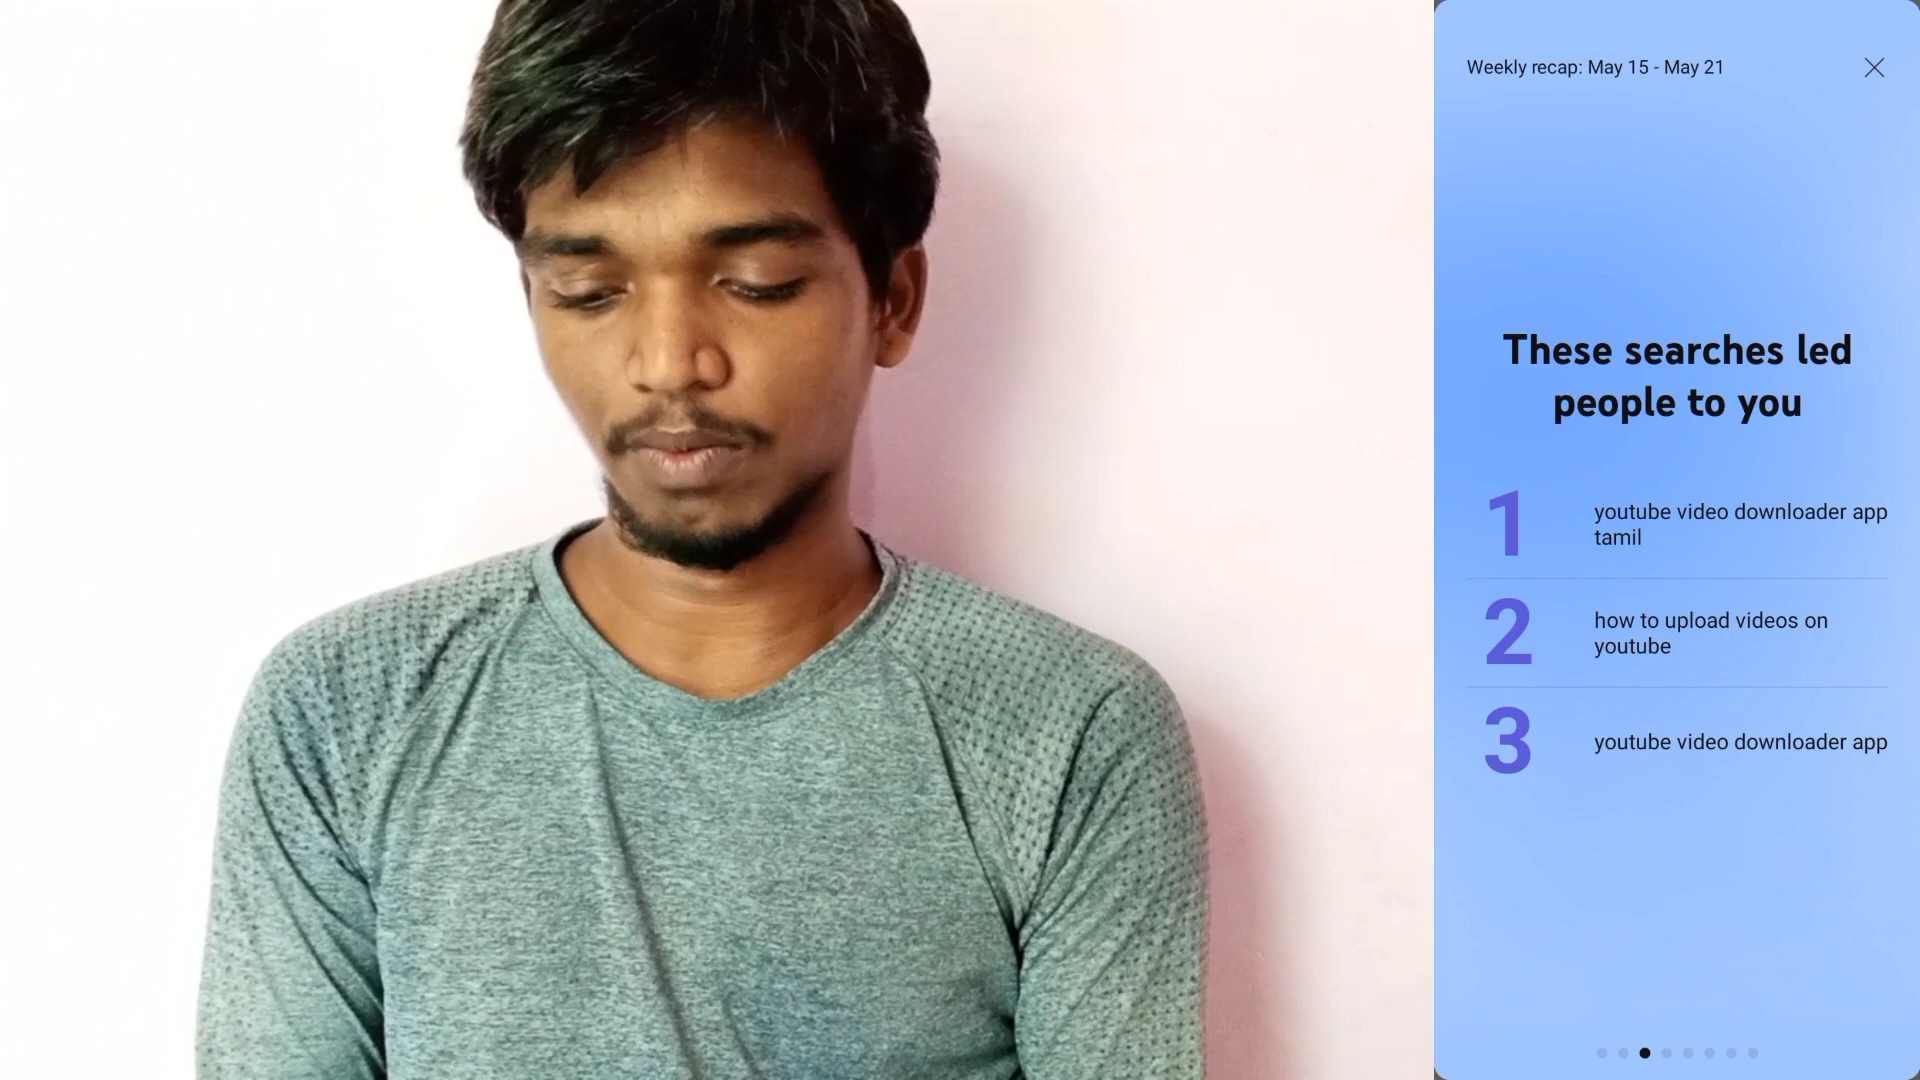 Weekly recap: May 15 - May 21
These searches led
people to you
1
youtube video downloader app
tamil
2
how to upload videos on
youtube
3
youtube video downloader app